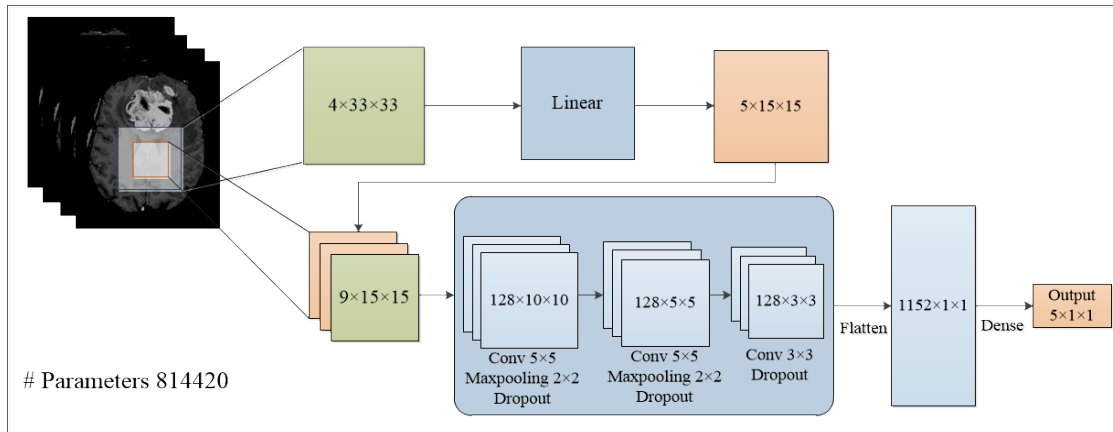 4×33×33
Linear
5×15×15
9×15×15
128×10×10
128×5×5
128×3×3
Conv 5×5
Maxpooling 2×2
Dropout
Conv 5×5
Maxpooling 2×2
Dropout
Conv 3×3
Dropout
Flatten
1152×1×1
Dense
Output
5×1×1
# Parameters 814420